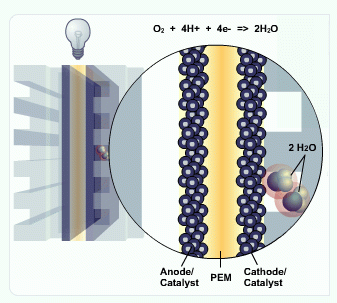 O₂ + 4H+ + 4e- => 2H₂O
2 H₂O
Anode/
Catalyst
PEM
Cathode/
Catalyst